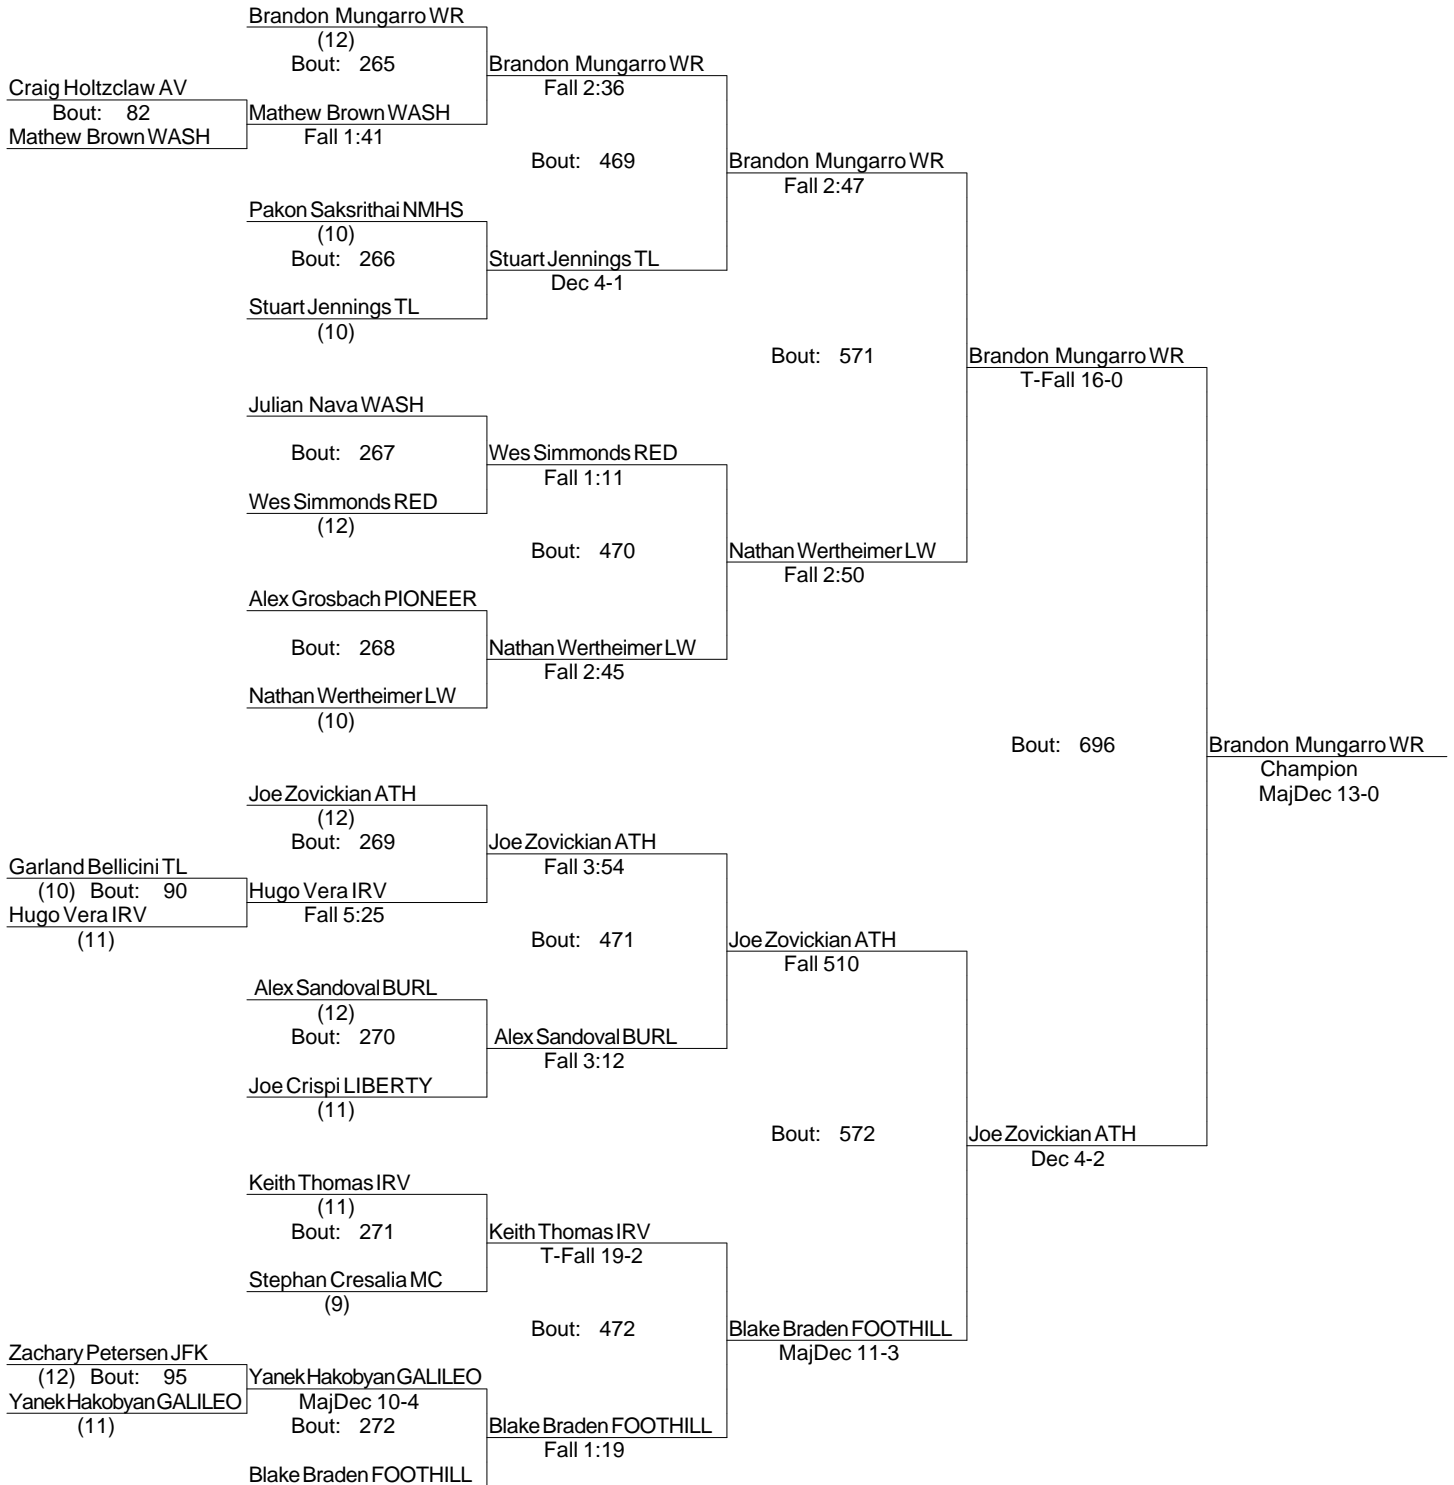 Brandon Mungarro WR
(12)
Bout: 265
Brandon Mungarro WR
Fall 2:36
Craig Holtzclaw AV
Bout: 82
Mathew Brown WASH
Mathew Brown WASH
Fall 1:41
Bout: 469
Brandon Mungarro WR
Fall 2:47
Pakon Saksrithai NMHS
(10)
Bout: 266
Stuart Jennings TL
Dec 4-1
Stuart Jennings TL
(10)
Bout: 571
Brandon Mungarro WR
T-Fall 16-0
Julian Nava WASH
Bout: 267
Wes Simmonds RED
Fall 1:11
Wes Simmonds RED
(12)
Bout: 470
Nathan Wertheimer LW
Fall 2:50
Alex Grosbach PIONEER
Bout: 268
Nathan Wertheimer LW
Fall 2:45
Nathan Wertheimer LW
(10)
Bout: 696
Brandon Mungarro WR
Champion
MajDec 13-0
Joe Zovickian ATH
(12)
Bout: 269
Joe Zovickian ATH
Fall 3:54
Garland Bellicini TL
(10) Bout: 90
Hugo Vera IRV
(11)
Hugo Vera IRV
Fall 5:25
Bout: 471
Joe Zovickian ATH
Fall 510
Alex Sandoval BURL
(12)
Bout: 270
Alex Sandoval BURL
Fall 3:12
Joe Crispi LIBERTY
(11)
Bout: 572
Joe Zovickian ATH
Dec 4-2
Keith Thomas IRV
(11)
Bout: 271
Keith Thomas IRV
T-Fall 19-2
Stephan Cresalia MC
(9)
Bout: 472
Blake Braden FOOTHILL
MajDec 11-3
Zachary Petersen JFK
(12) Bout: 95
Yanek Hakobyan GALILEO
(11)
Yanek Hakobyan GALILEO
MajDec 10-4
Bout: 272
Blake Braden FOOTHILL
Fall 1:19
Blake Braden FOOTHILL